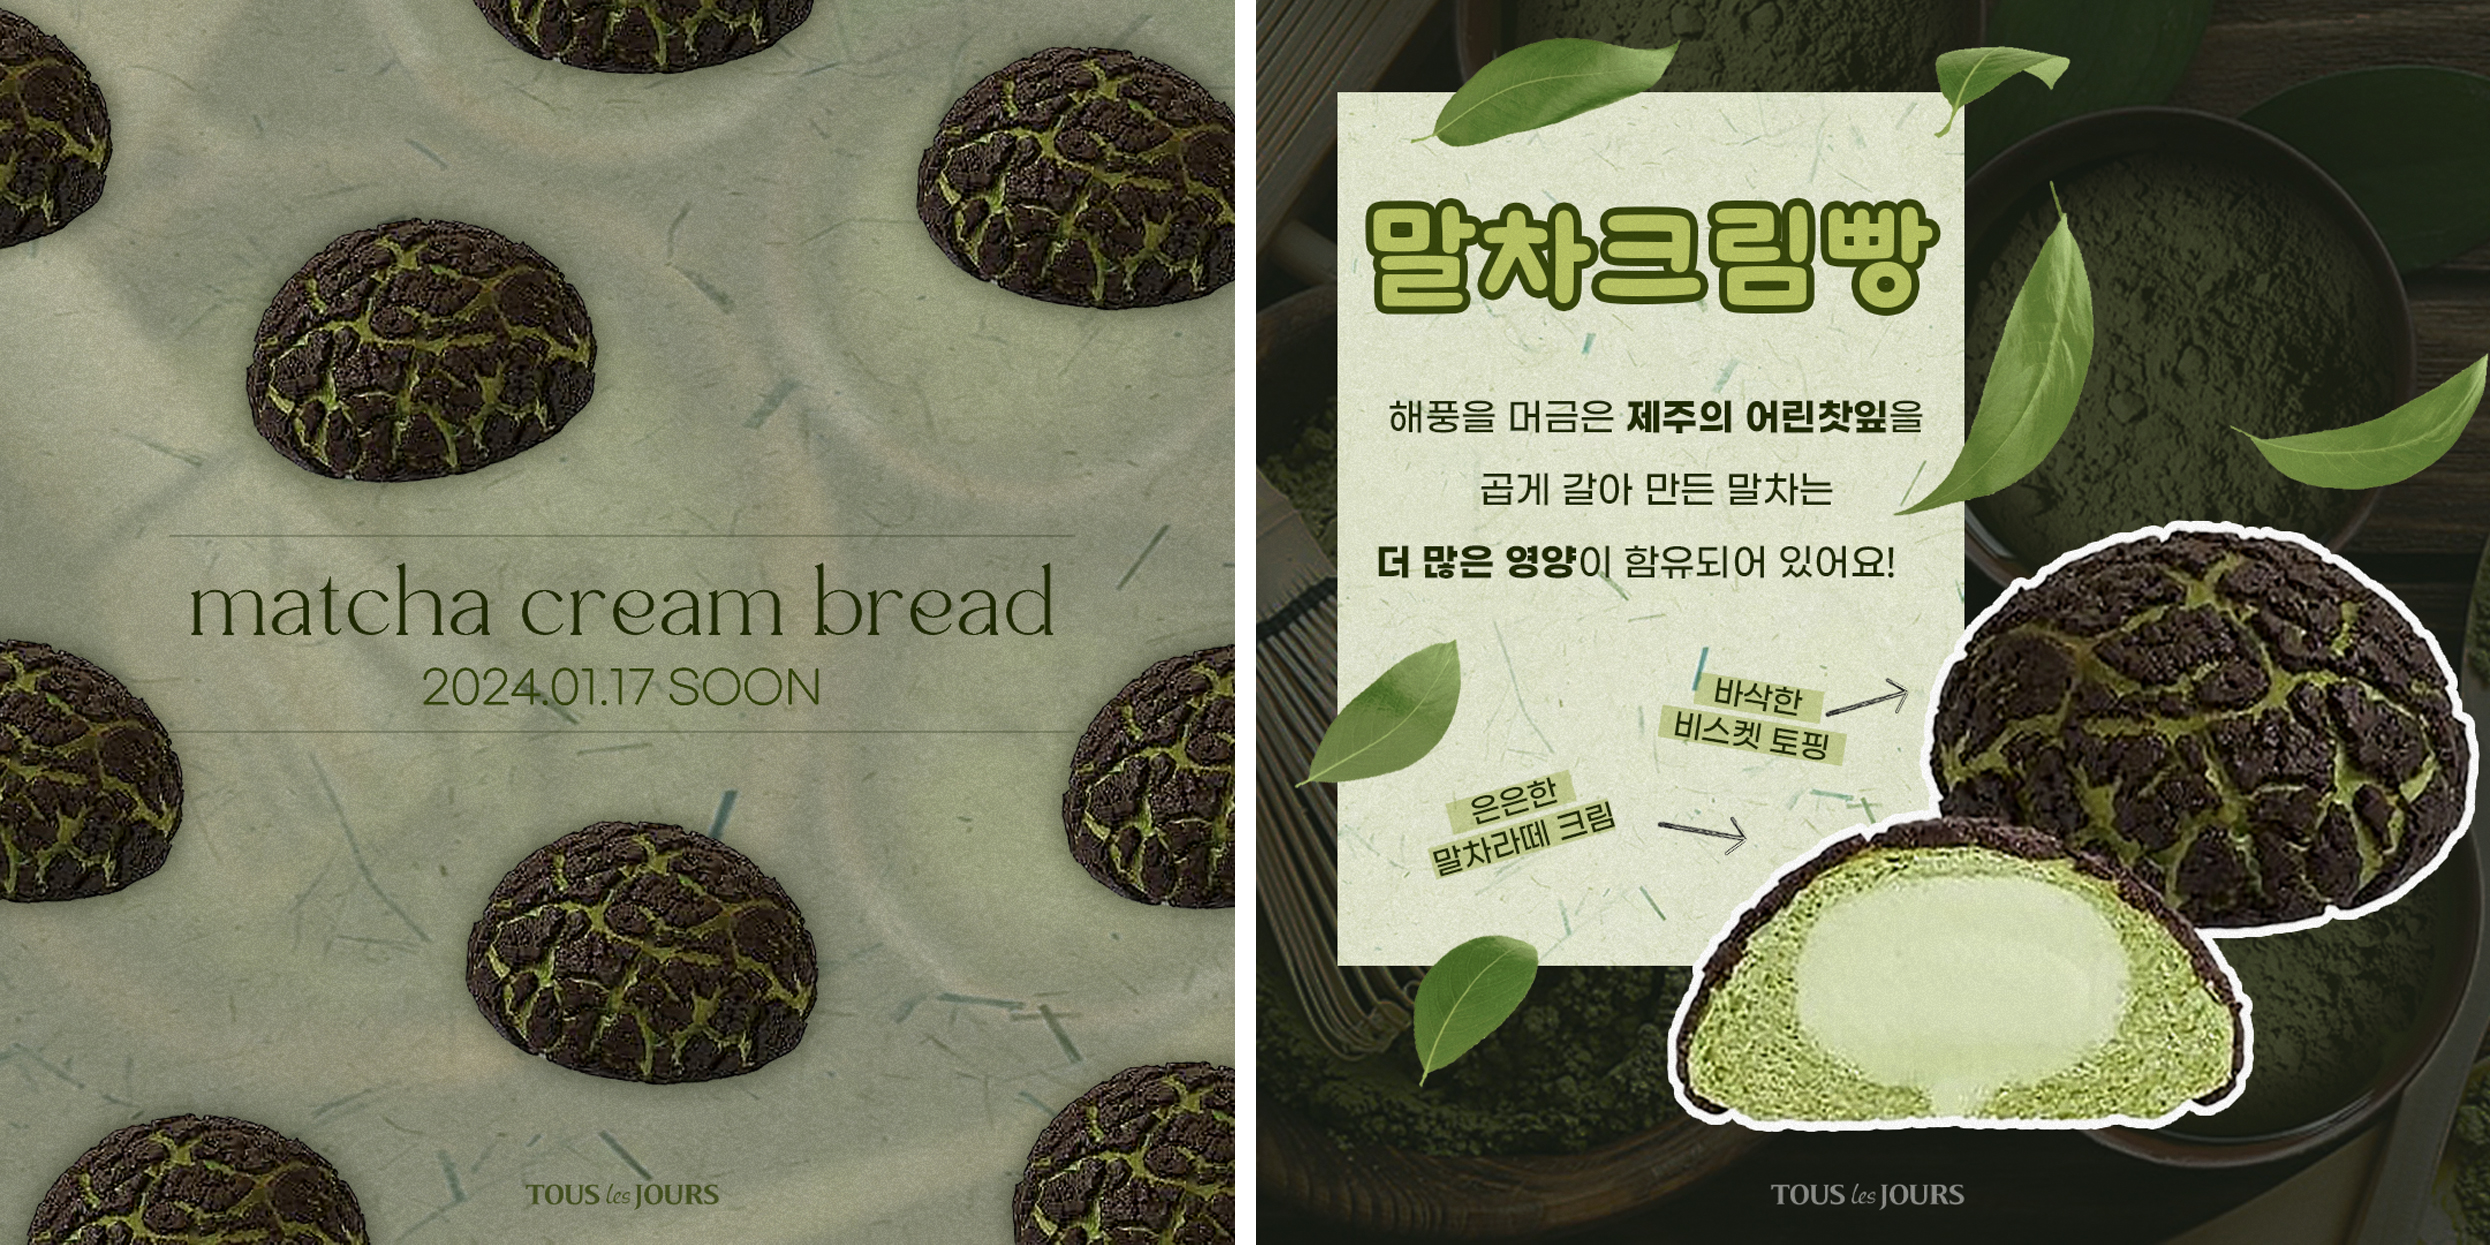 matcha cream bread
2024.01.17 SOON
TOUS les JOURS
말차크림빵
해풍을 머금은 제주의 어린찻잎을
곱게 갈아 만든 말차는
더 많은 영양이 함유되어 있어요!
바삭한
비스켓 토핑
은은한
말차라떼 크림
TOUS les JOURS